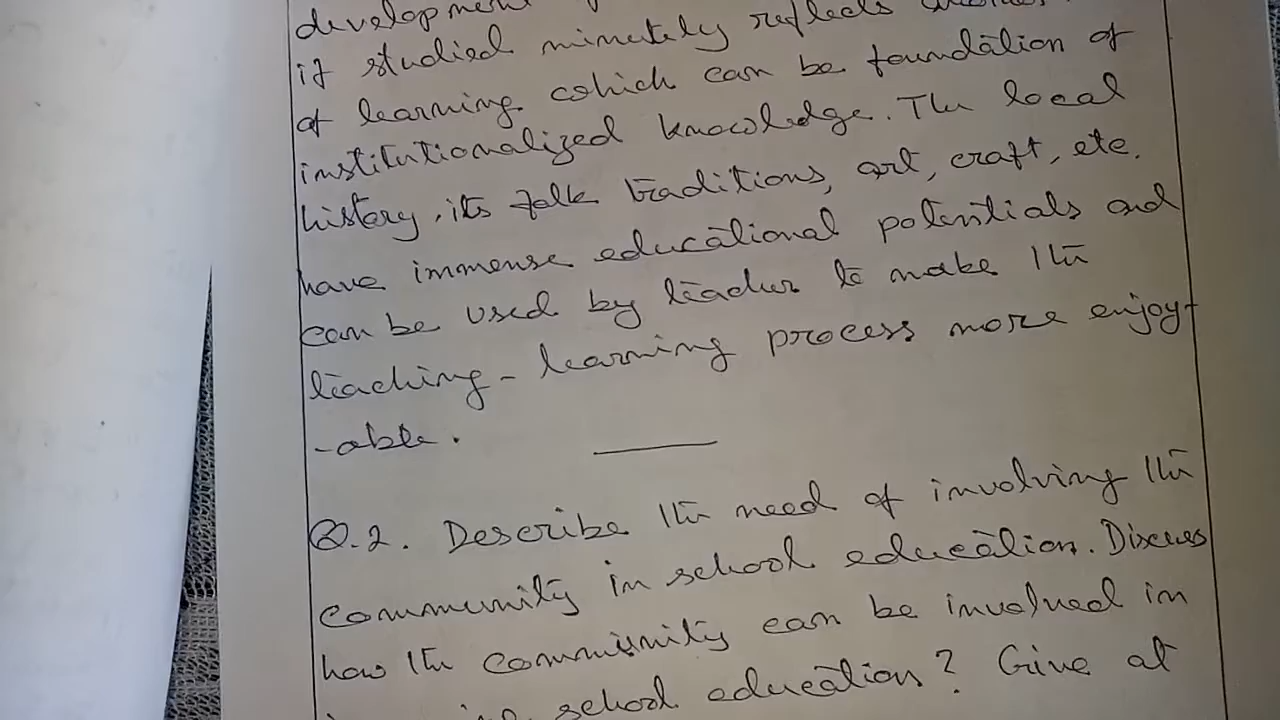 development
if studied minutely reflects
of learning which can be foundation of
institutionalized knowledge. The local
history, its folk traditions, art, craft, etc.
have immense educational potentials and
can be used by teacher to make the
teaching - learning process more enjoy-
-able.
Q.2. Describe the need of involving the
community in school education. Discuss
how the community can be involved in
school education? Give at